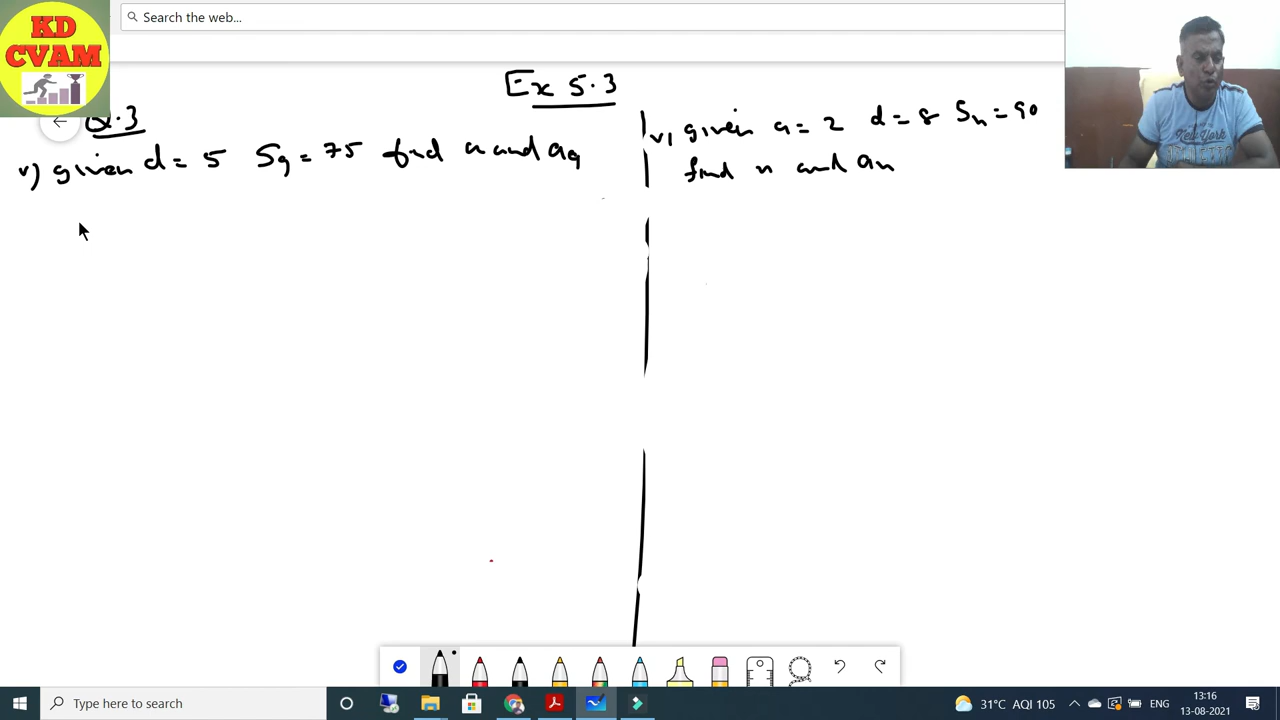 KD
CVAM
Search the web...
Ex 5.3
Q.3
v) given d = 5 S9 = 75 find a and a9
vi given a = 2 d = 8 Sn = 90
find n and an
Type here to search
31°C AQI 105
ENG
13:16
13-08-2021